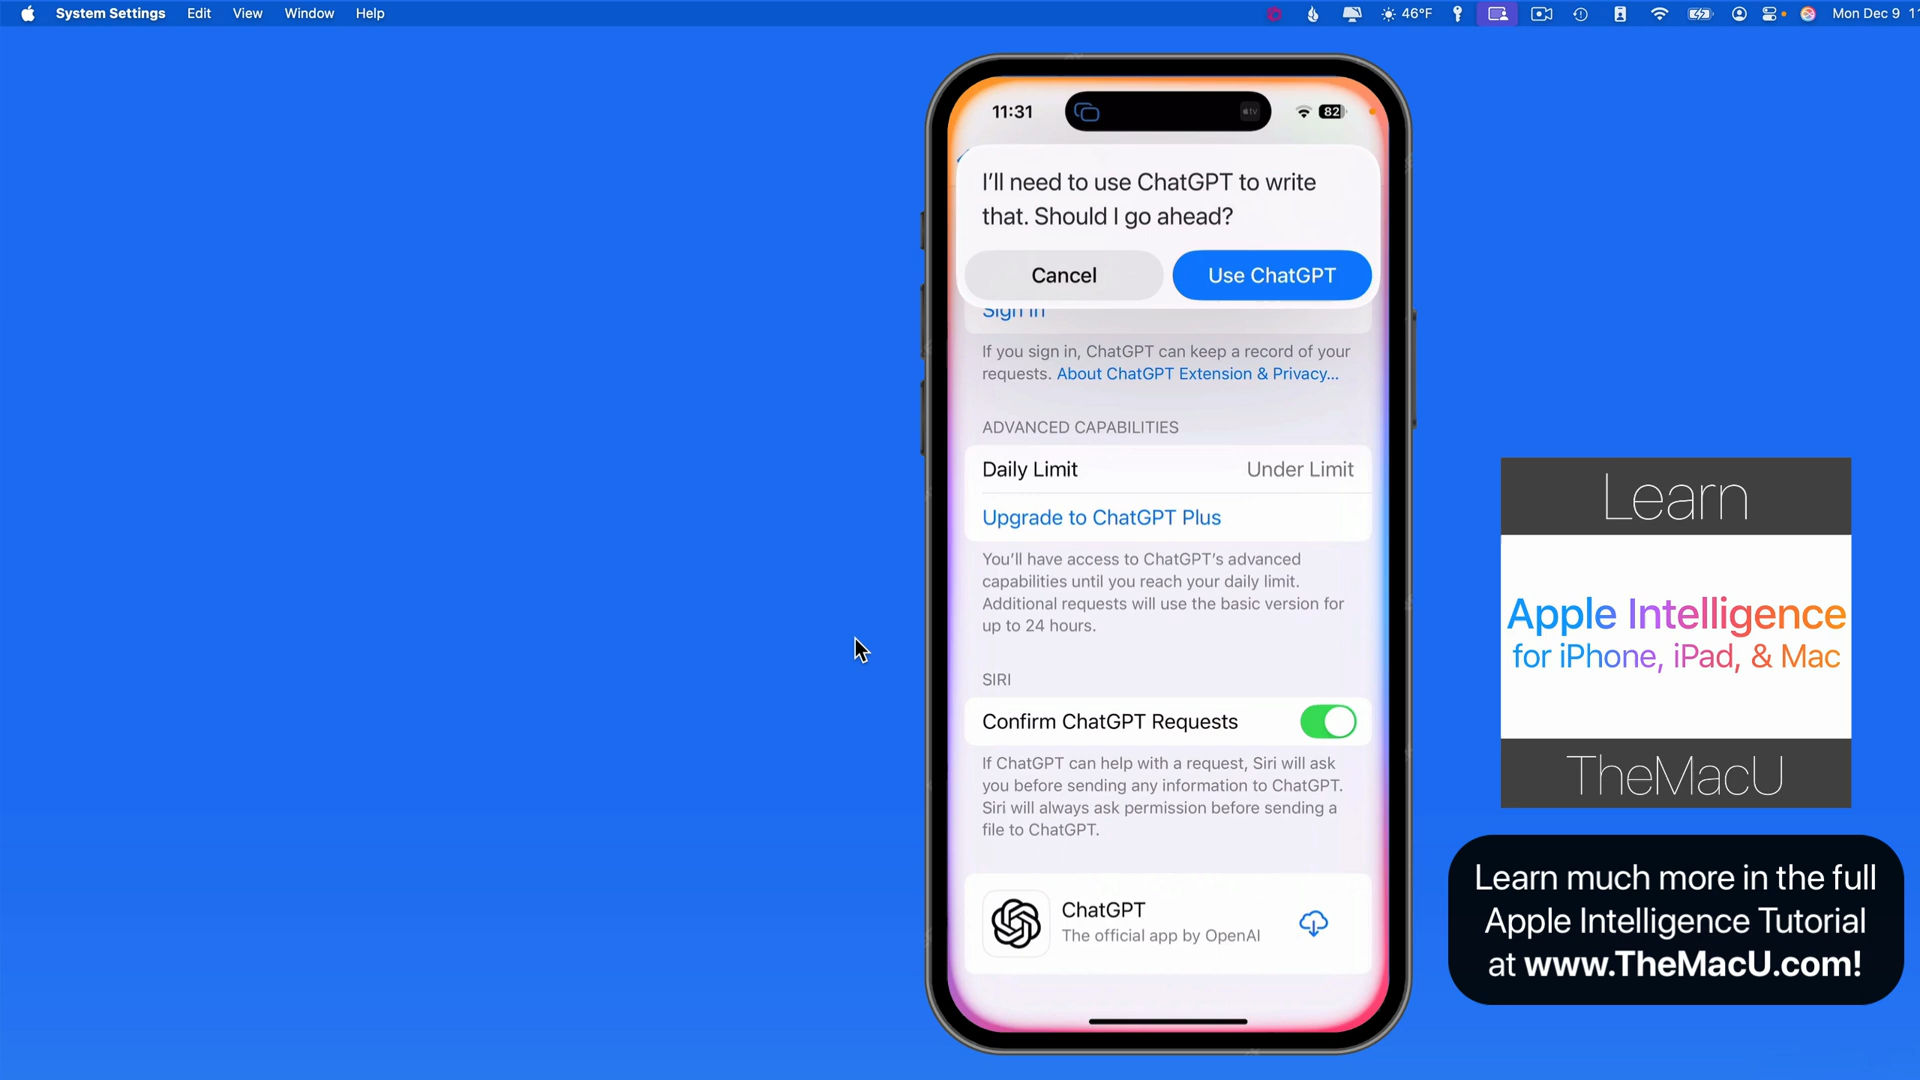 System Settings Edit View Window Help
46°F
Mon Dec 9
11:31
tv
82
I'll need to use ChatGPT to write
that. Should I go ahead?
Cancel
Use ChatGPT
Sign in
If you sign in, ChatGPT can keep a record of your
requests. About ChatGPT Extension & Privacy...
ADVANCED CAPABILITIES
Daily Limit
Under Limit
Upgrade to ChatGPT Plus
You'll have access to ChatGPT's advanced
capabilities until you reach your daily limit.
Additional requests will use the basic version for
up to 24 hours.
SIRI
Confirm ChatGPT Requests
If ChatGPT can help with a request, Siri will ask
you before sending any information to ChatGPT.
Siri will always ask permission before sending a
file to ChatGPT.
ChatGPT
The official app by OpenAI
Learn
Apple Intelligence
for iPhone, iPad, & Mac
TheMacU
Learn much more in the full
Apple Intelligence Tutorial
at www.TheMacU.com!